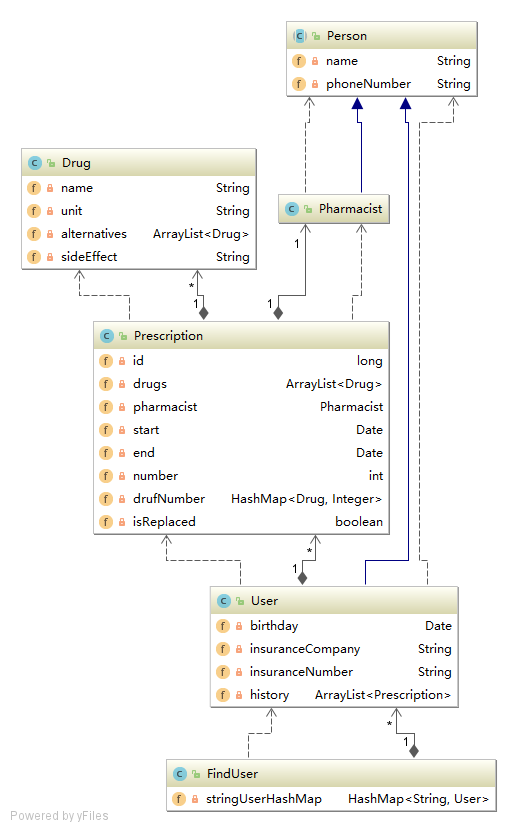 Person
name String
phoneNumber String
Drug
name String
unit String
alternatives ArrayList<Drug>
sideEffect String
Pharmacist
1
*
1
1
Prescription
id long
drugs ArrayList<Drug>
pharmacist Pharmacist
start Date
end Date
number int
drufNumber HashMap<Drug, Integer>
isReplaced boolean
*
1
User
birthday Date
insuranceCompany String
insuranceNumber String
history ArrayList<Prescription>
*
1
FindUser
stringUserHashMap HashMap<String, User>
Powered by yFiles